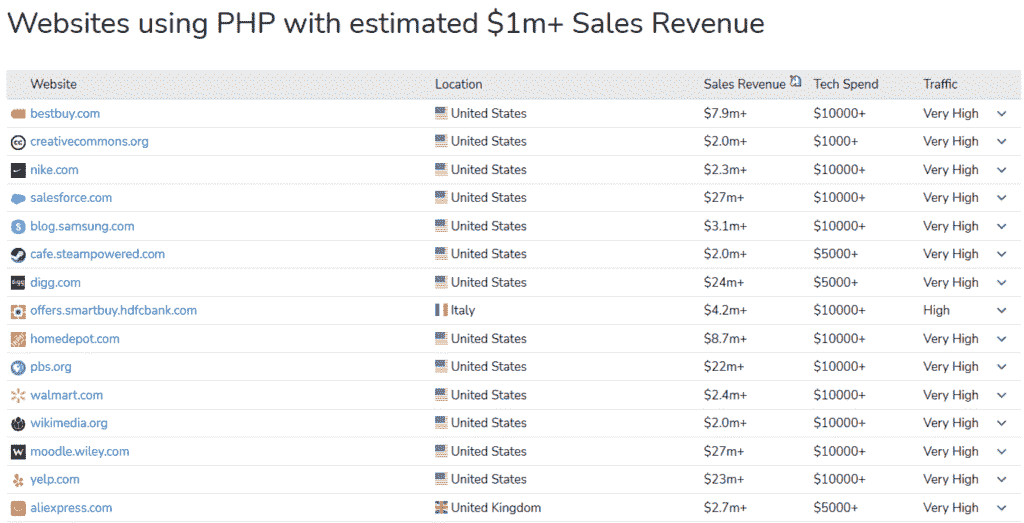 Websites using PHP with estimated $1m+ Sales Revenue
Website Location Sales Revenue Tech Spend Traffic
bestbuy.com United States $7.9m+ $10000+ Very High
creativecommons.org United States $2.0m+ $1000+ Very High
nike.com United States $2.3m+ $10000+ Very High
salesforce.com United States $27m+ $10000+ Very High
blog.samsung.com United States $3.1m+ $10000+ Very High
cafe.steampowered.com United States $2.0m+ $5000+ Very High
digg.com United States $24m+ $5000+ Very High
offers.smartbuy.hdfcbank.com Italy $4.2m+ $10000+ High
homedepot.com United States $8.7m+ $10000+ Very High
pbs.org United States $22m+ $10000+ Very High
walmart.com United States $2.4m+ $10000+ Very High
wikimedia.org United States $2.0m+ $10000+ Very High
moodle.wiley.com United States $27m+ $10000+ Very High
yelp.com United States $23m+ $10000+ Very High
aliexpress.com United Kingdom $2.7m+ $5000+ Very High